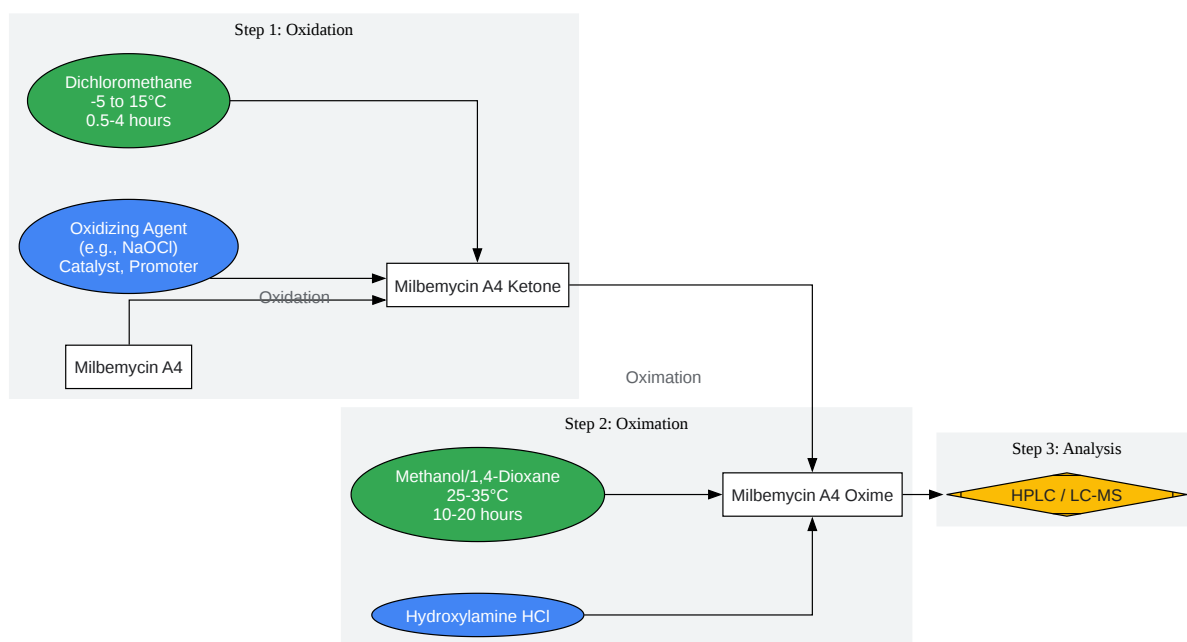 Step 1: Oxidation
Dichloromethane
-5 to 15°C
0.5-4 hours
Oxidizing Agent
(e.g., NaOCl)
Catalyst, Promoter
Oxidation
Milbemycin A4 Ketone
Milbemycin A4
Oximation
Step 2: Oximation
Methanol/1,4-Dioxane
25-35°C
10-20 hours
Milbemycin A4 Oxime
Hydroxylamine HCl
Step 3: Analysis
HPLC / LC-MS